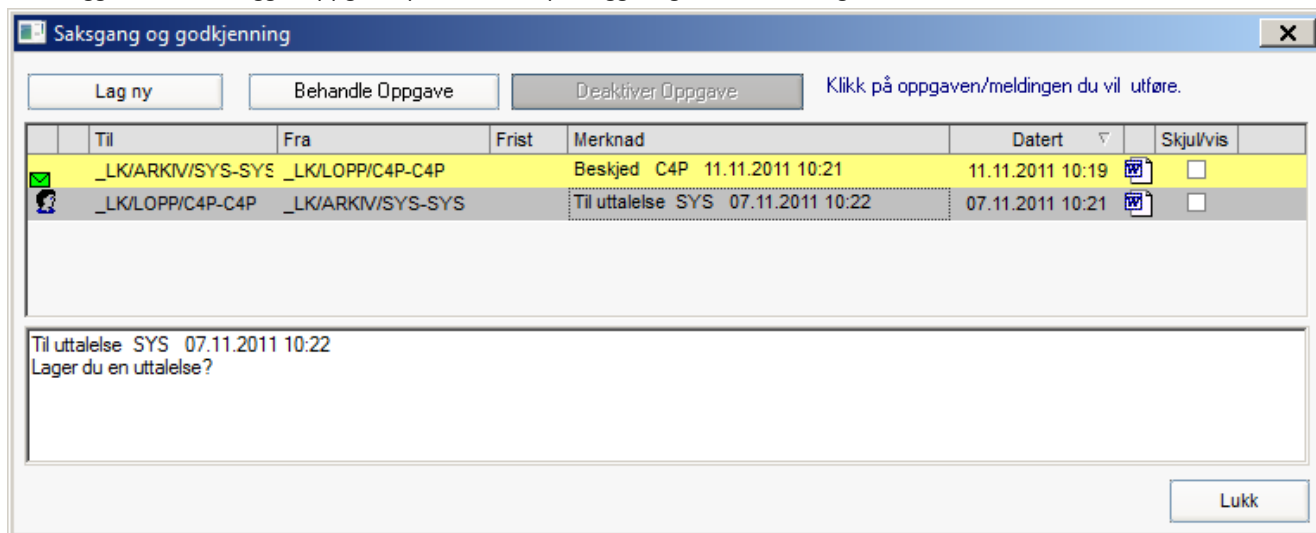 Saksgang og godkjenning
Lag ny Behandle Oppgave Deaktiver Oppgave Klikk på oppgaven/meldingen du vil utføre.
Til Fra Frist Merknad Datert Skjul/vis
_LK/ARKIV/SYS-SYS _LK/LOPP/C4P-C4P Beskjed C4P 11.11.2011 10:21 11.11.2011 10:19
_LK/LOPP/C4P-C4P _LK/ARKIV/SYS-SYS Til uttalelse SYS 07.11.2011 10:22 07.11.2011 10:21
Til uttalelse SYS 07.11.2011 10:22
Lager du en uttalelse?
Lukk